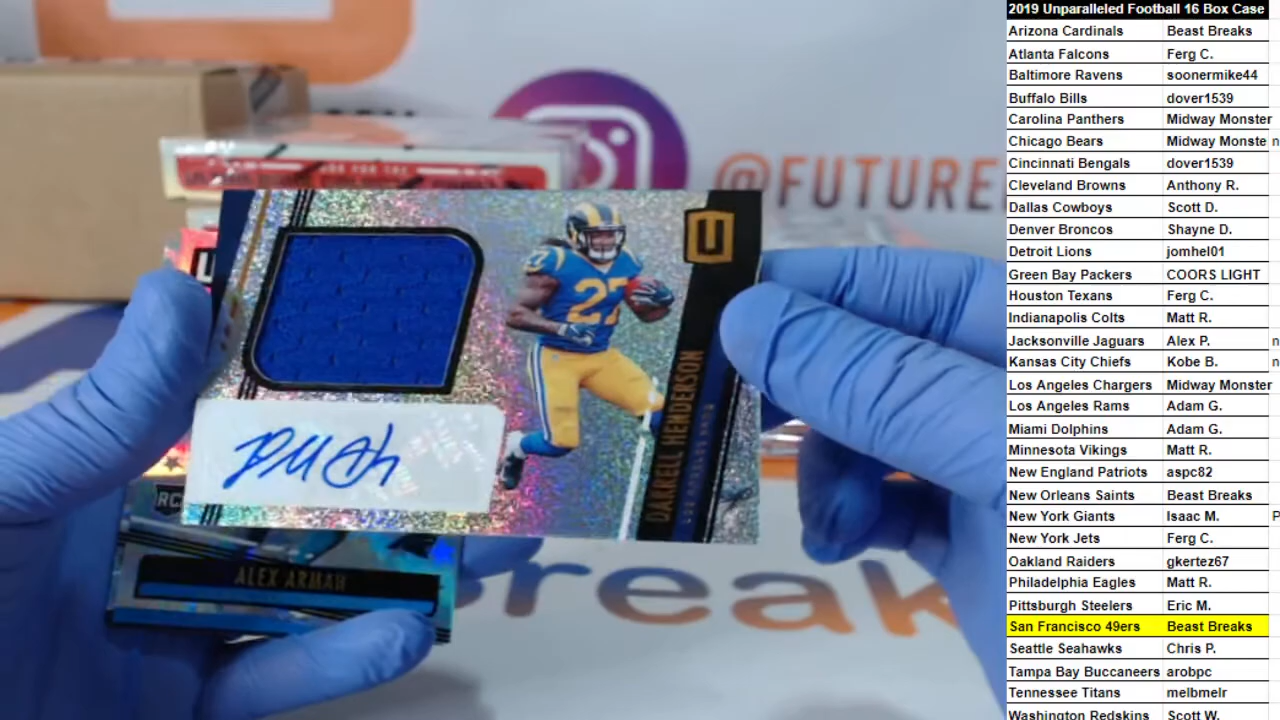 2019 Unparalleled Football 16 Box Case
Arizona Cardinals Beast Breaks
Atlanta Falcons Ferg C.
Baltimore Ravens soonermike44
Buffalo Bills dover1539
Carolina Panthers Midway Monster
Chicago Bears Midway Monste n
Cincinnati Bengals dover1539
Cleveland Browns Anthony R.
Dallas Cowboys Scott D.
Denver Broncos Shayne D.
Detroit Lions jomhel01
Green Bay Packers COORS LIGHT
Houston Texans Ferg C.
Indianapolis Colts Matt R.
Jacksonville Jaguars Alex P. n
Kansas City Chiefs Kobe B. n
Los Angeles Chargers Midway Monster
Los Angeles Rams Adam G.
Miami Dolphins Adam G.
Minnesota Vikings Matt R.
New England Patriots aspc82
New Orleans Saints Beast Breaks
New York Giants Isaac M. P
New York Jets Ferg C.
Oakland Raiders gkertez67
Philadelphia Eagles Matt R.
Pittsburgh Steelers Eric M.
San Francisco 49ers Beast Breaks
Seattle Seahawks Chris P.
Tampa Bay Buccaneers arobpc
Tennessee Titans melbmelr
Washington Redskins Scott W.
@FUTURE
U
27
27
DARRELL HENDERSON
LOS ANGELES RAMS
RC
ALEX ARMAH
reak